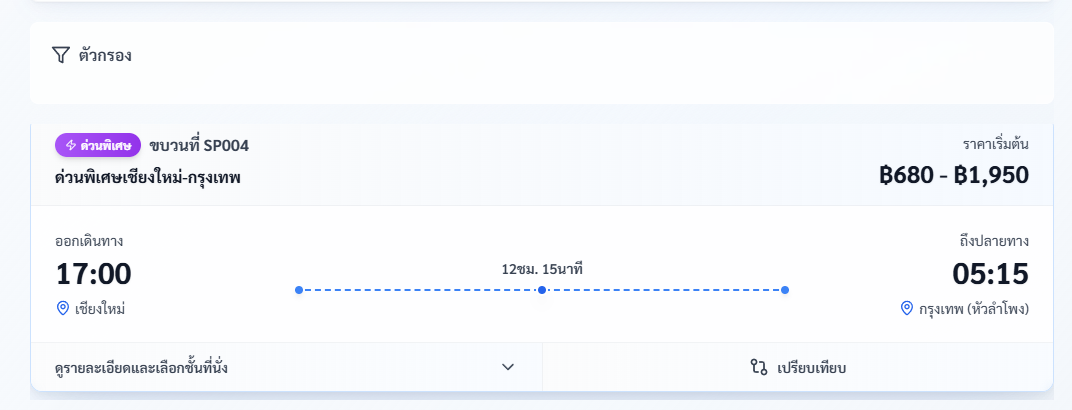 ตัวกรอง
ด่วนพิเศษ ขบวนที่ SP004
ราคาเริ่มต้น
ด่วนพิเศษเชียงใหม่-กรุงเทพ
฿680 - ฿1,950
ออกเดินทาง
ถึงปลายทาง
17:00
12ชม. 15นาที
05:15
เชียงใหม่
กรุงเทพ (หัวลำโพง)
ดูรายละเอียดและเลือกชั้นที่นั่ง
เปรียบเทียบ